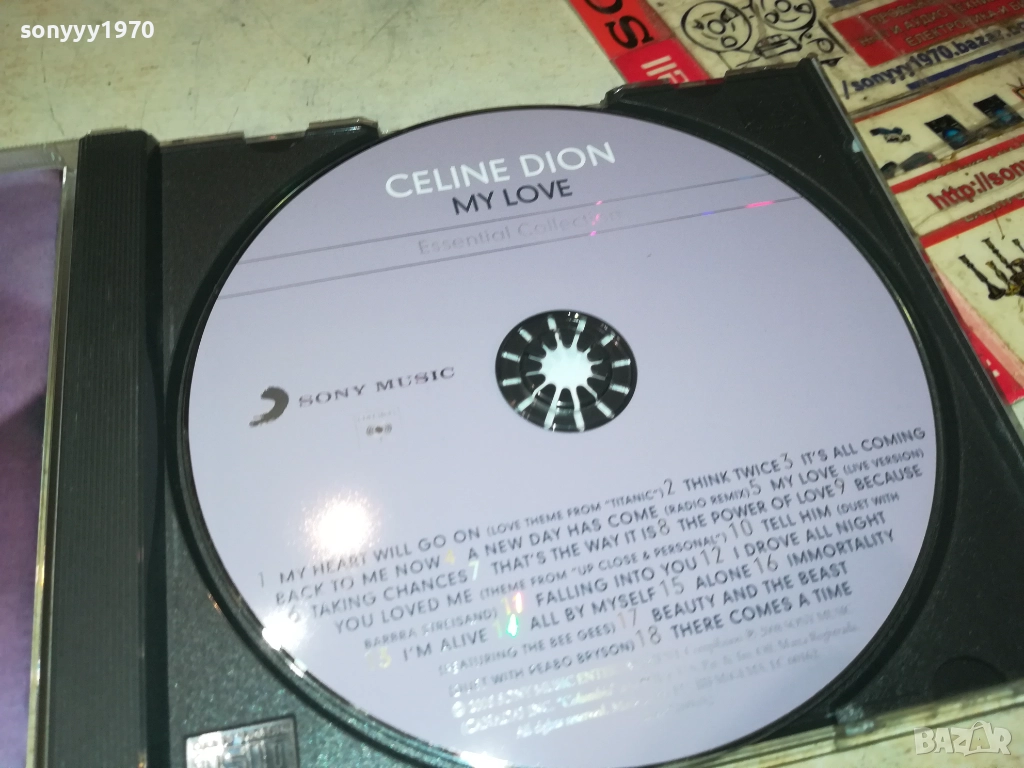 sonyyy1970
CELINE DION
MY LOVE
Essential Collection
SONY MUSIC
1 MY HEART WILL GO ON (LOVE THEME FROM "TITANIC") 2 THINK TWICE 3 IT'S ALL COMING
BACK TO ME NOW 4 A NEW DAY HAS COME (RADIO REMIX) 5 MY LOVE (LIVE VERSION)
6 TAKING CHANCES 7 THAT'S THE WAY IT IS 8 THE POWER OF LOVE 9 BECAUSE
YOU LOVED ME (THEME FROM "UP CLOSE & PERSONAL") 10 TELL HIM (DUET WITH
BARBRA STREISAND) 11 FALLING INTO YOU 12 I DROVE ALL NIGHT
I'M ALIVE 14 ALL BY MYSELF 15 ALONE 16 IMMORTALITY
(FEATURING THE BEE GEES) 17 BEAUTY AND THE BEAST
(DUET WITH PEABO BRYSON) 18 THERE COMES A TIME
/sonyyy1970.bazar.
http://son
BAZAR